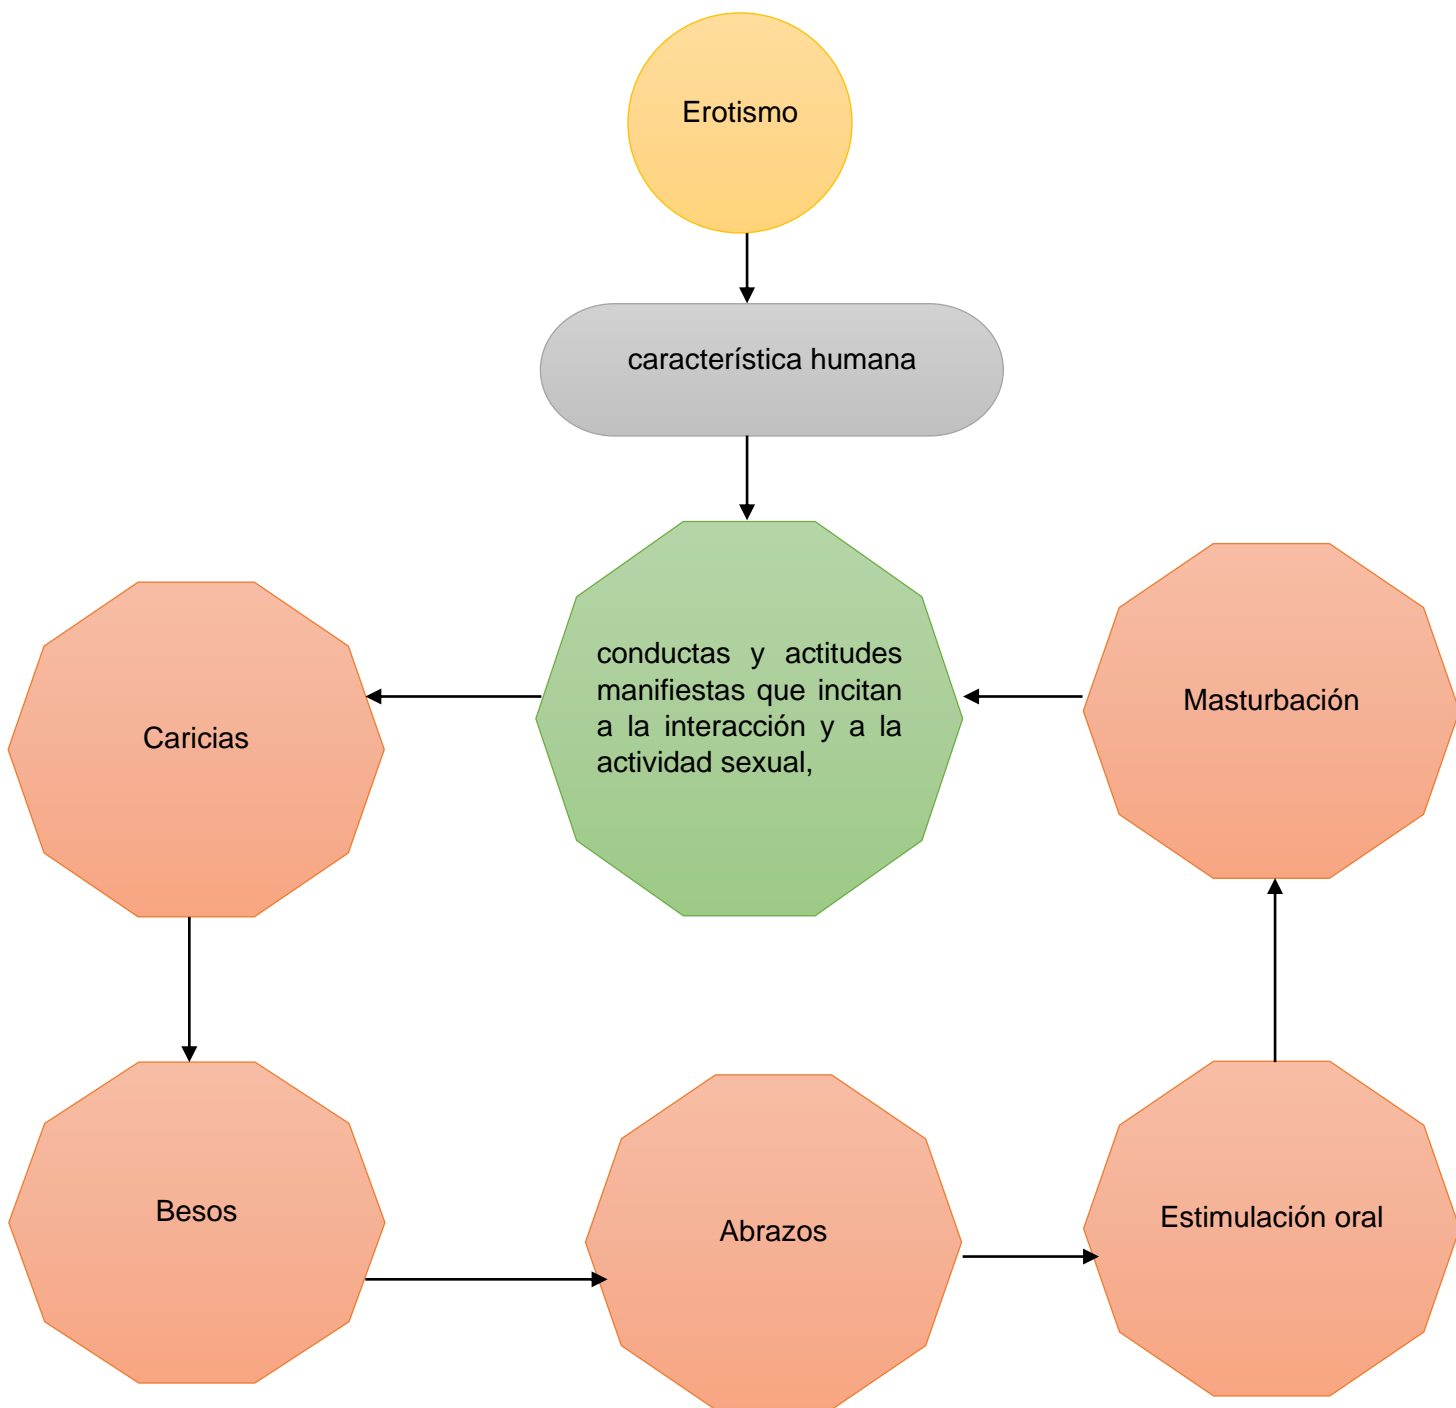 Erotismo
característica humana
conductas y actitudes
manifiestas que incitan
a la interacción y a la
actividad sexual,
Caricias
Besos
Abrazos
Estimulación oral
Masturbación